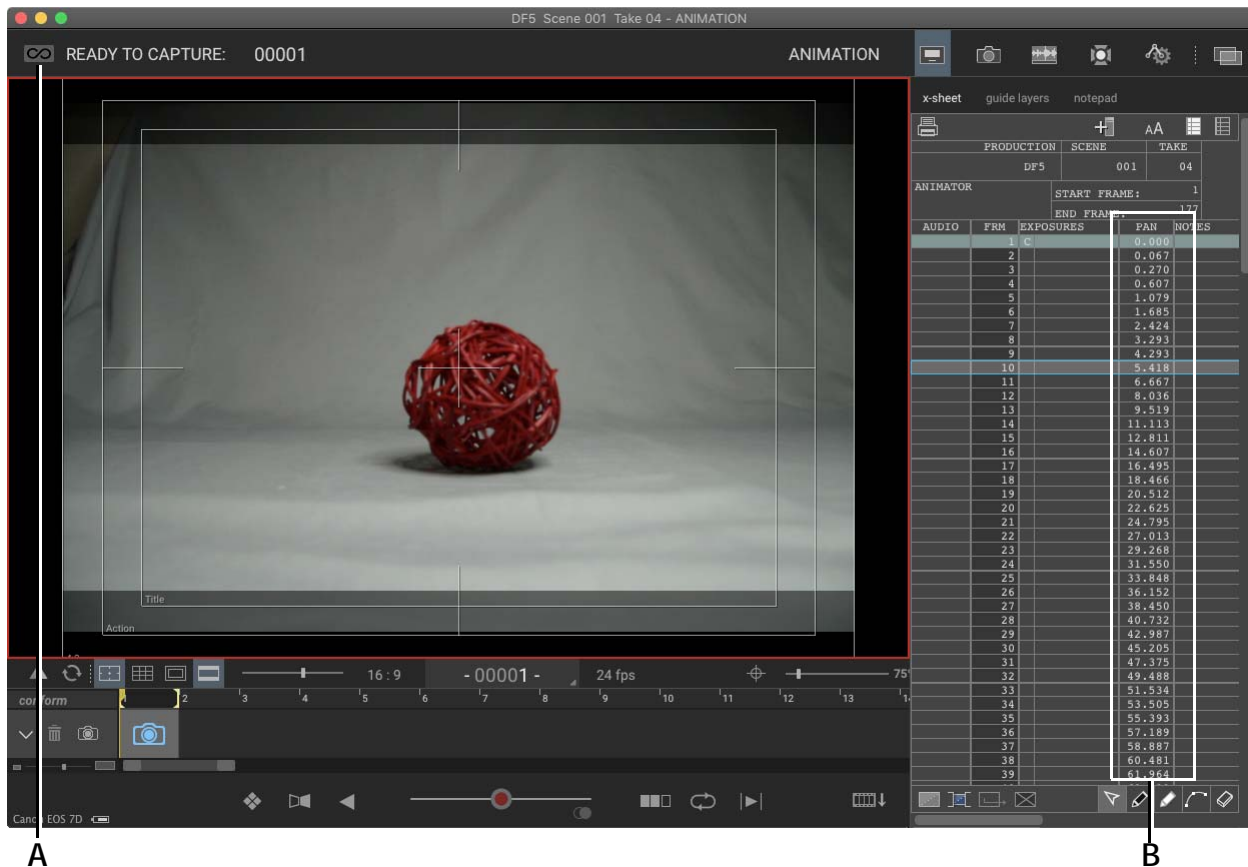 DF5 Scene 001 Take 04 - ANIMATION
READY TO CAPTURE: 00001 ANIMATION
x-sheet guide layers notepad
AA
PRODUCTION SCENE TAKE
DF5 001 04
ANIMATOR START FRAME: 1
END FRAME: 177
AUDIO FRM EXPOSURES PAN NOTES
1 C 0.000
2 0.067
3 0.270
4 0.607
5 1.079
6 1.685
7 2.424
8 3.293
9 4.293
10 5.418
11 6.667
12 8.036
13 9.519
14 11.113
15 12.811
16 14.607
17 16.495
18 18.466
19 20.512
20 22.625
21 24.795
22 27.013
23 29.268
24 31.550
25 33.848
26 36.152
27 38.450
28 40.732
29 42.987
30 45.205
31 47.375
32 49.488
33 51.534
34 53.505
35 55.393
36 57.189
37 58.887
38 60.481
39 61.964
Title
Action
16:9 - 00001 - 24 fps 75
conform 1 2 3 4 5 6 7 8 9 10 11 12 13
Canon EOS 7D
A B